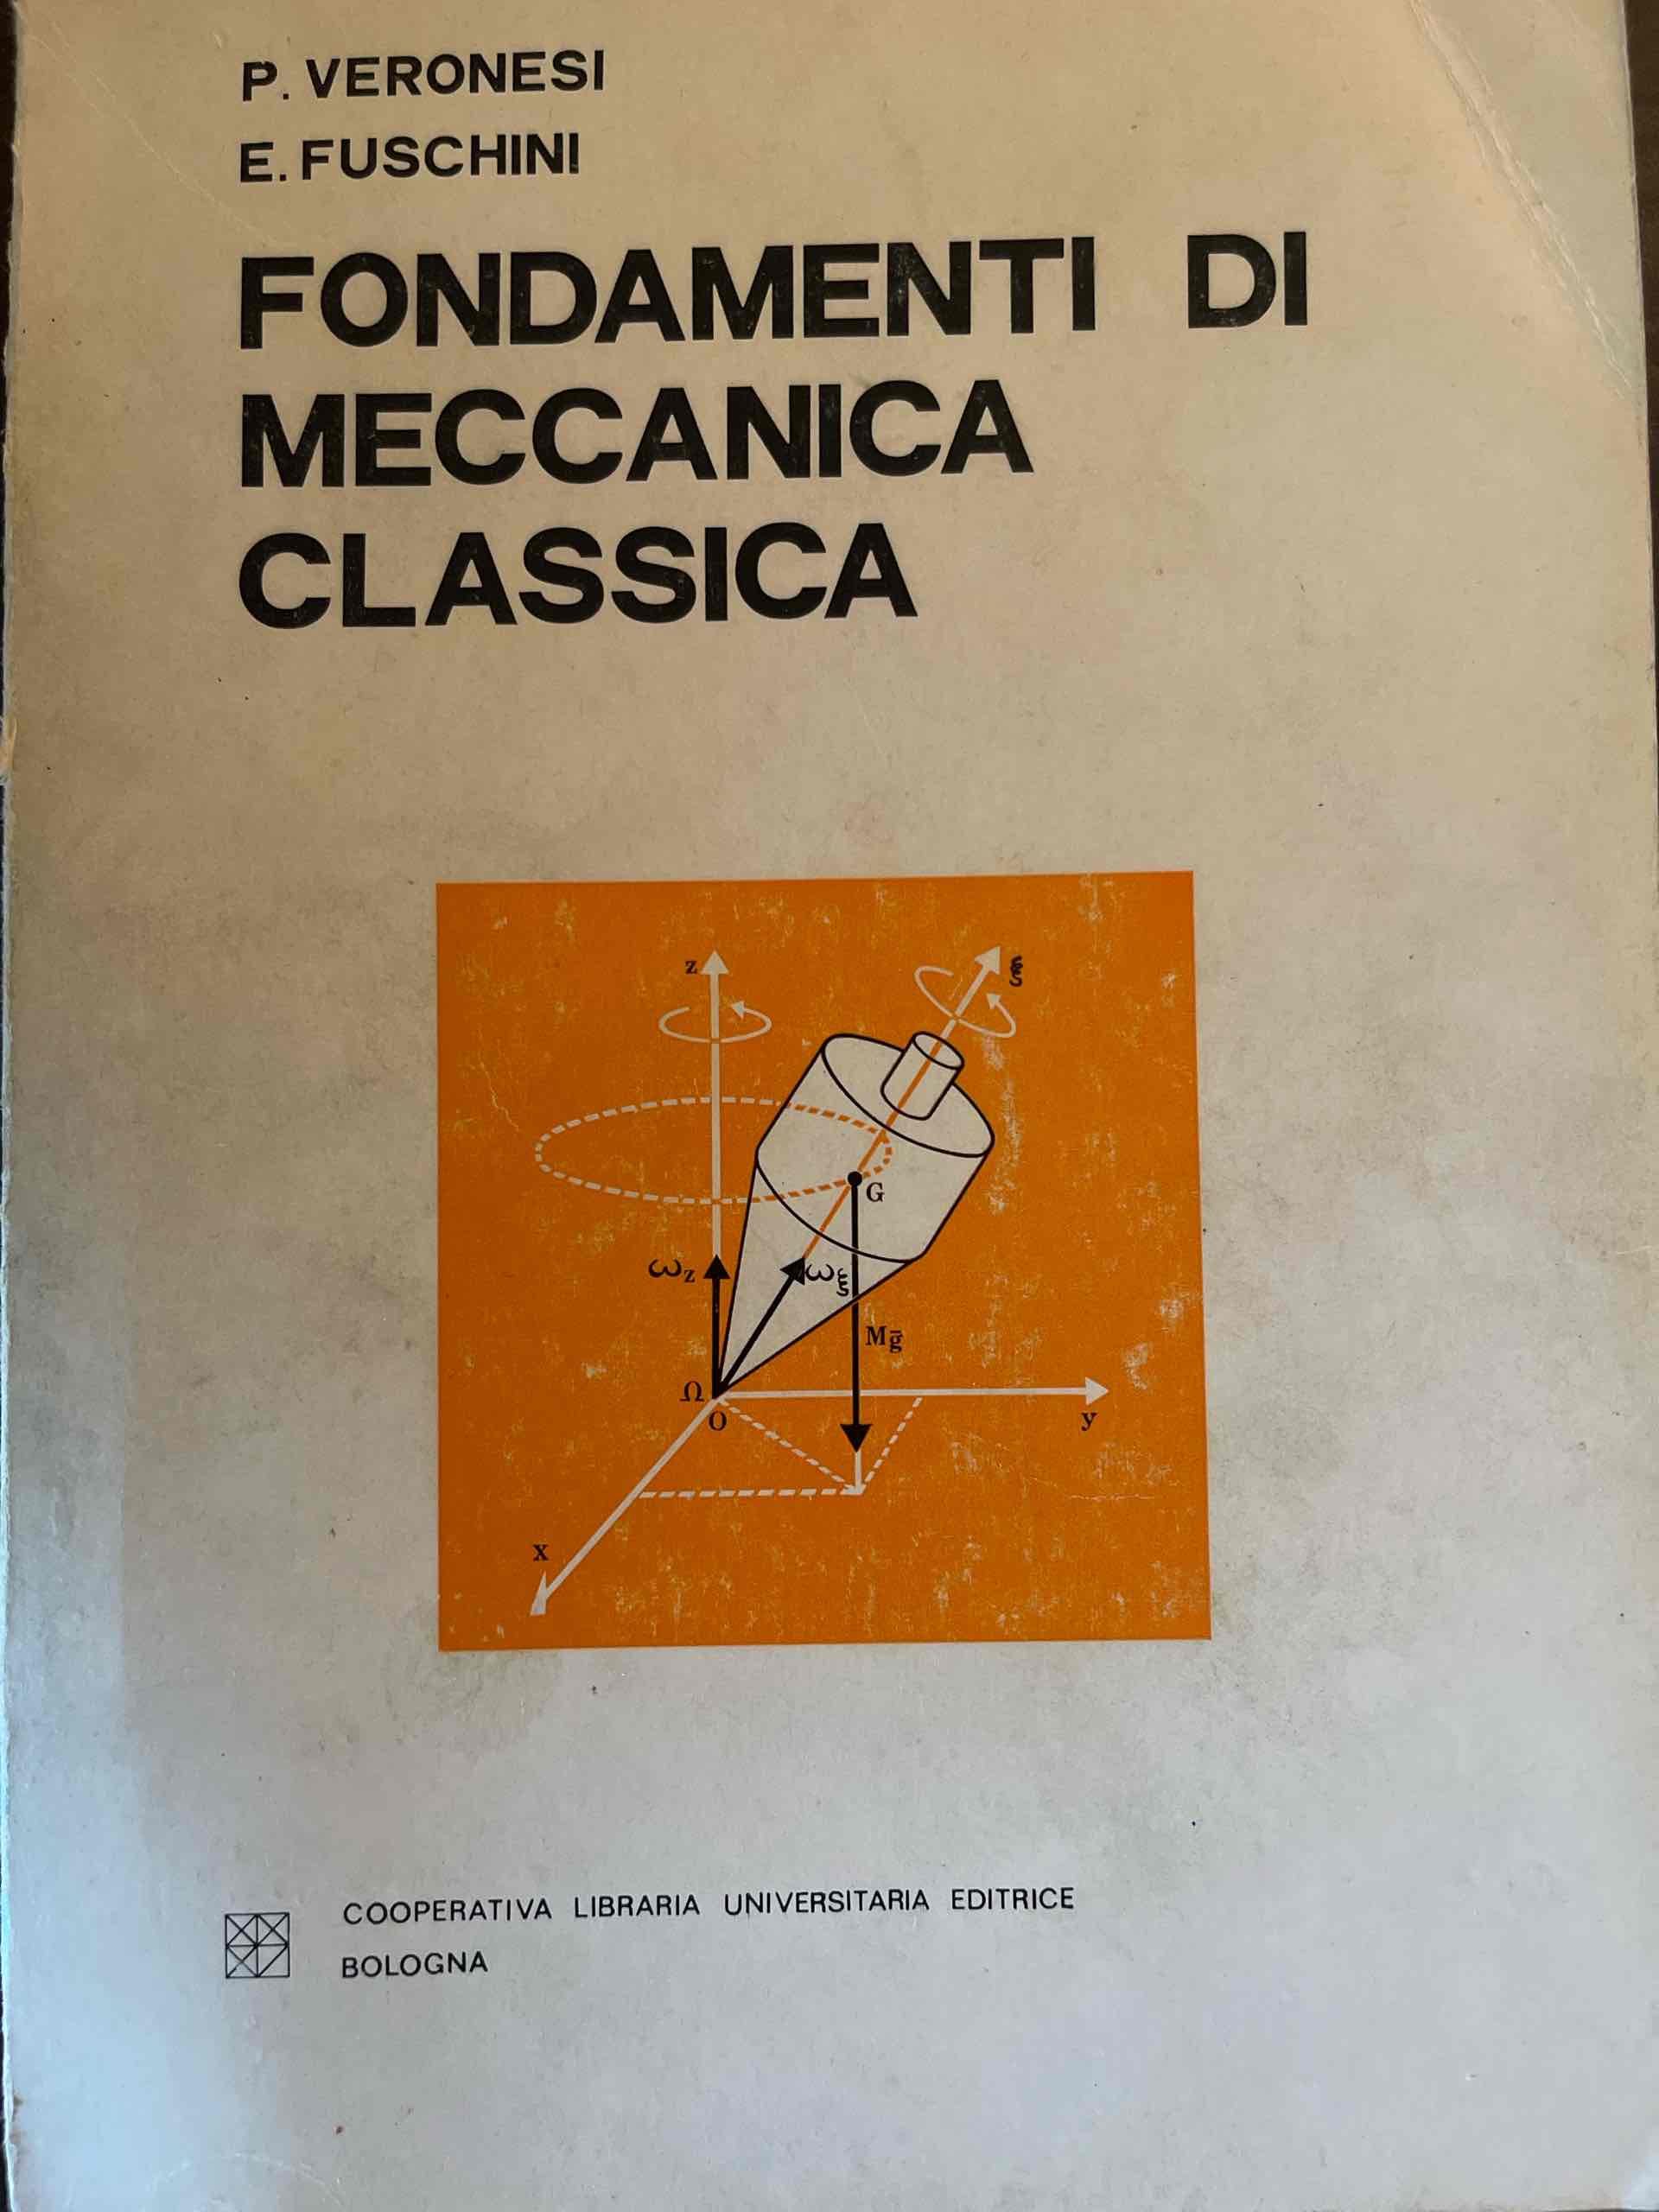 P. VERONESI
E. FUSCHINI
FONDAMENTI DI
MECCANICA
CLASSICA
z
ξ
G
ωz
ωξ
Mg̅
Ω
O
y
x
COOPERATIVA LIBRARIA UNIVERSITARIA EDITRICE
BOLOGNA